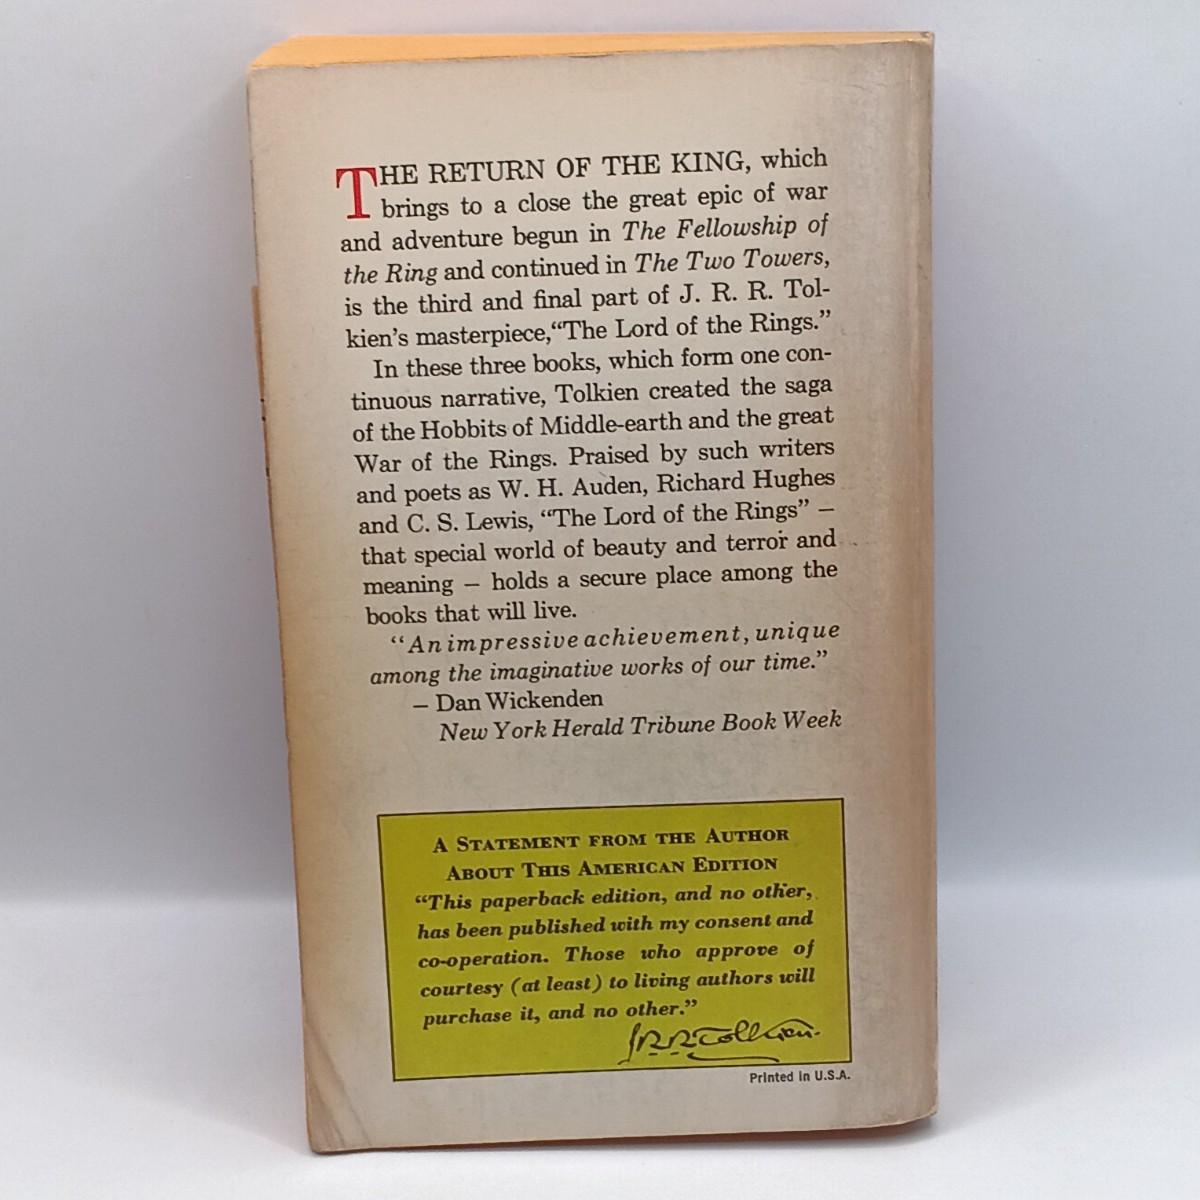 THE RETURN OF THE KING, which
brings to a close the great epic of war
and adventure begun in The Fellowship of
the Ring and continued in The Two Towers,
is the third and final part of J. R. R. Tol-
kien's masterpiece, "The Lord of the Rings."
In these three books, which form one con-
tinuous narrative, Tolkien created the saga
of the Hobbits of Middle-earth and the great
War of the Rings. Praised by such writers
and poets as W. H. Auden, Richard Hughes
and C. S. Lewis, "The Lord of the Rings" –
that special world of beauty and terror and
meaning – holds a secure place among the
books that will live.
"An impressive achievement, unique
among the imaginative works of our time."
– Dan Wickenden
New York Herald Tribune Book Week
A STATEMENT FROM THE AUTHOR
ABOUT THIS AMERICAN EDITION
"This paperback edition, and no other,
has been published with my consent and
co-operation. Those who approve of
courtesy (at least) to living authors will
purchase it, and no other."
JRRTolkien.
Printed in U.S.A.